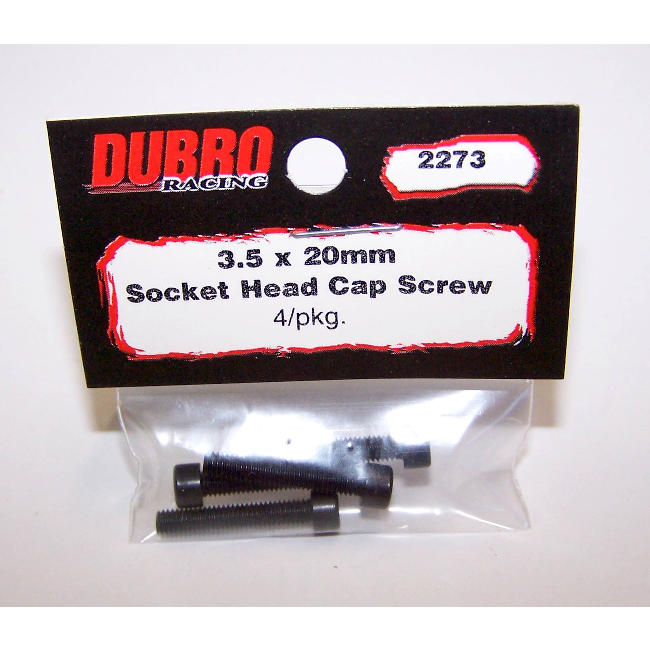 DUBRO
RACING
2273
3.5 x 20mm
Socket Head Cap Screw
4/pkg.